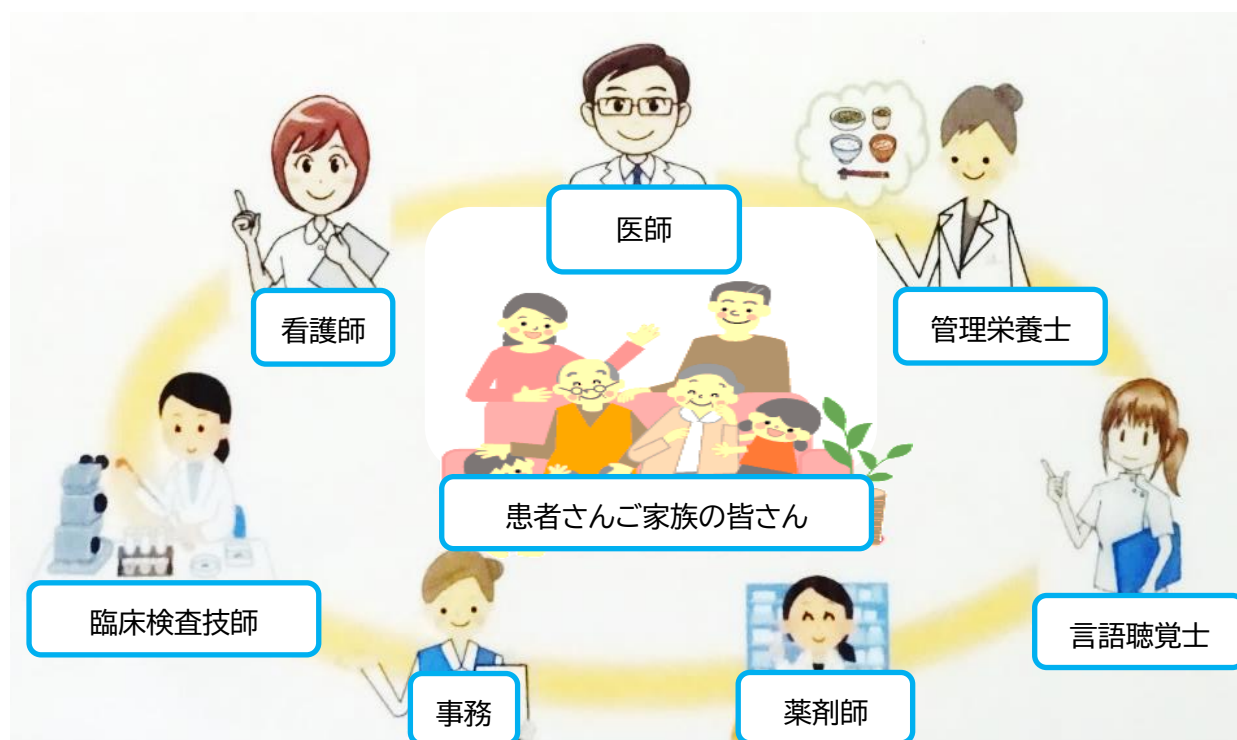 医師
看護師
管理栄養士
患者さんご家族の皆さん
臨床検査技師
言語聴覚士
事務
薬剤師